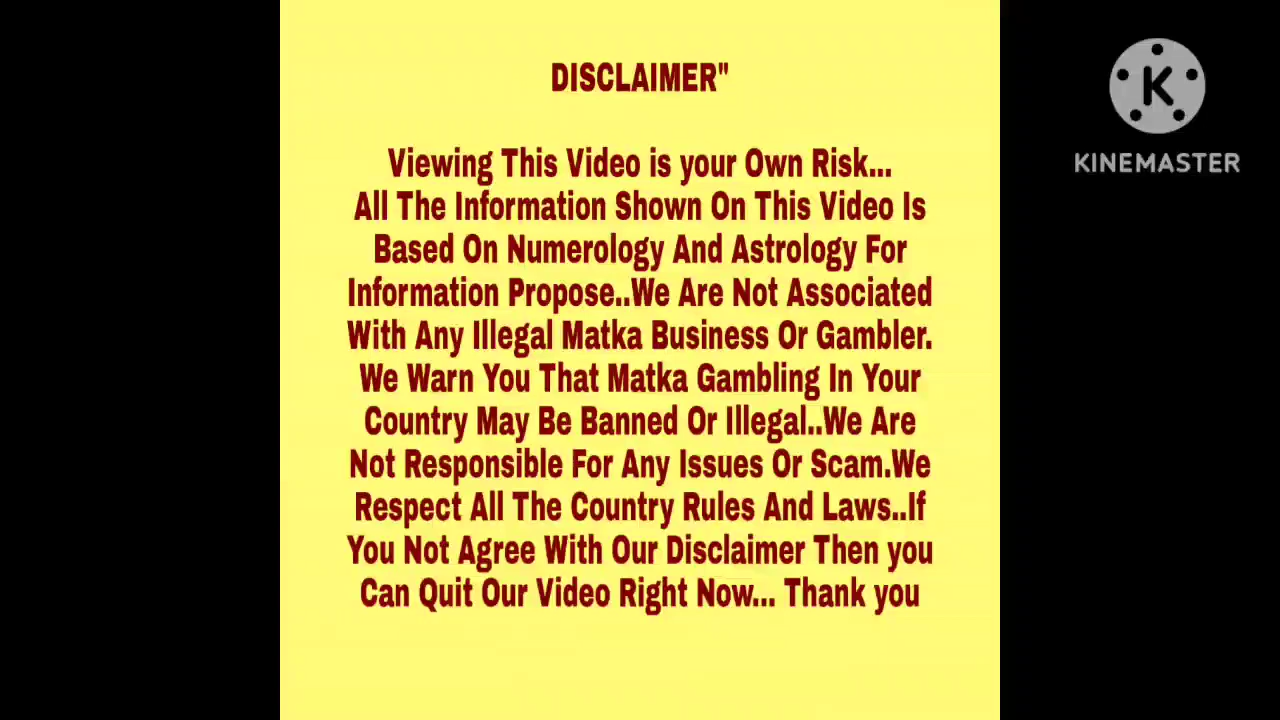 DISCLAIMER"
Viewing This Video is your Own Risk...
All The Information Shown On This Video Is
Based On Numerology And Astrology For
Information Propose..We Are Not Associated
With Any Illegal Matka Business Or Gambler.
We Warn You That Matka Gambling In Your
Country May Be Banned Or Illegal..We Are
Not Responsible For Any Issues Or Scam.We
Respect All The Country Rules And Laws..If
You Not Agree With Our Disclaimer Then you
Can Quit Our Video Right Now... Thank you
K
KINEMASTER